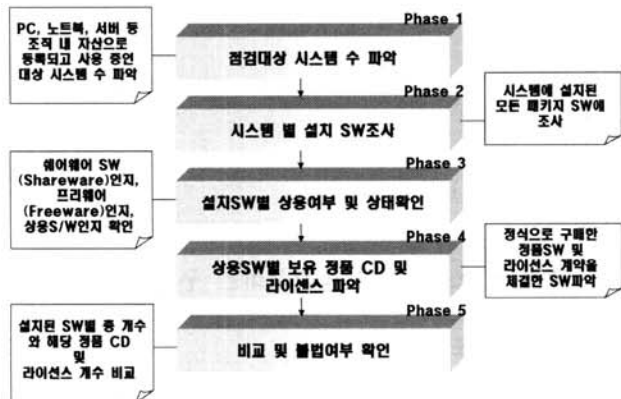 Phase 1
PC, 노트북, 서버 등
조직 내 자산으로
등록되고 사용 중인
대상 시스템 수 파악
점검대상 시스템 수 파악
Phase 2
시스템 별 설치 SW조사
시스템에 설치된
모든 패키지 SW에
조사
Phase 3
쉐어웨어 SW
(Shareware)인지,
프리웨어
(Freeware)인지,
상용S/W인지 확인
설치SW별 상용여부 및 상태확인
Phase 4
상용SW별 보유 정품 CD 및
라이센스 파악
정식으로 구매한
정품SW 및
라이선스 계약을
체결한 SW파악
Phase 5
설치된 SW별 총 개수
와 해당 정품 CD
및
라이선스 개수 비교
비교 및 불법여부 확인